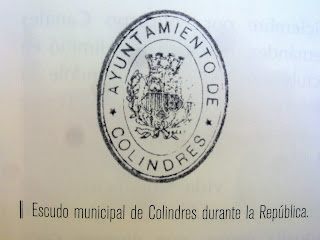 AYUNTAMIENTO DE
COLINDRES
Escudo municipal de Colindres durante la República.